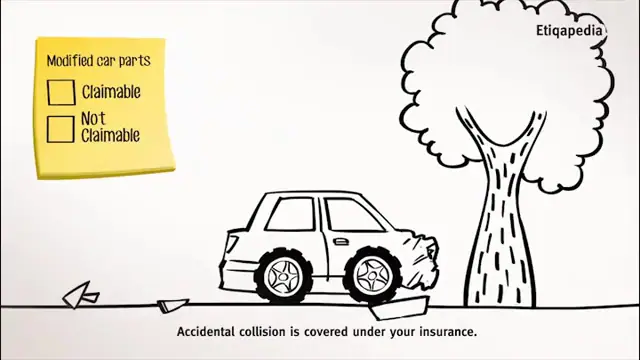 Etiqapedia
Modified car parts
Claimable
Not
Claimable
Accidental collision is covered under your insurance.